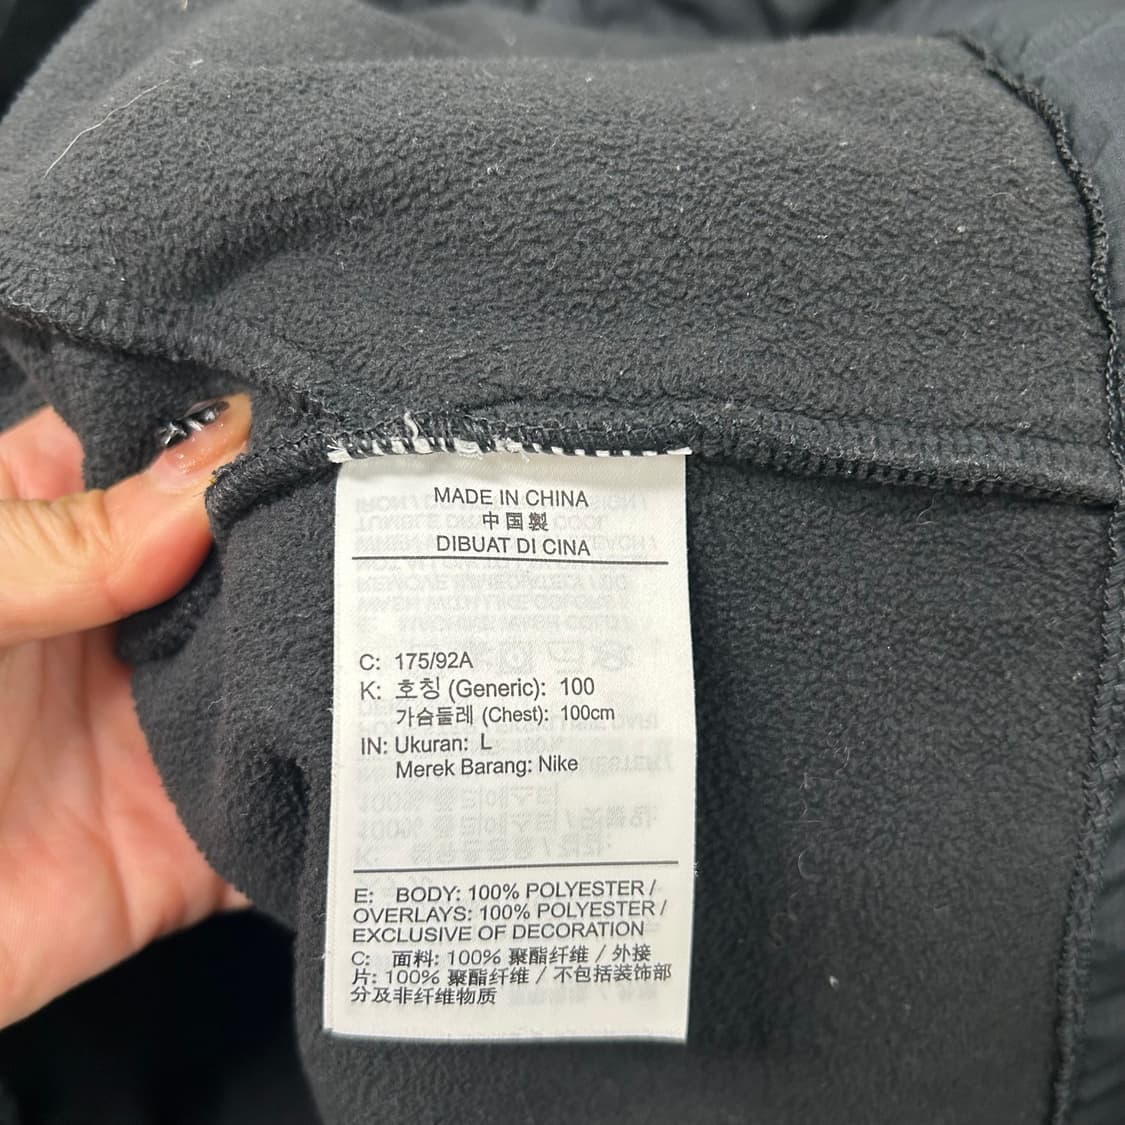 MADE IN CHINA
中国製
DIBUAT DI CINA
C: 175/92A
K: 호칭 (Generic): 100
가슴둘레 (Chest): 100cm
IN: Ukuran: L
Merek Barang: Nike
E: BODY: 100% POLYESTER /
OVERLAYS: 100% POLYESTER /
EXCLUSIVE OF DECORATION
C: 面料: 100% 聚酯纤维 / 外接
片: 100% 聚酯纤维 / 不包括装饰部
分及非纤维物质